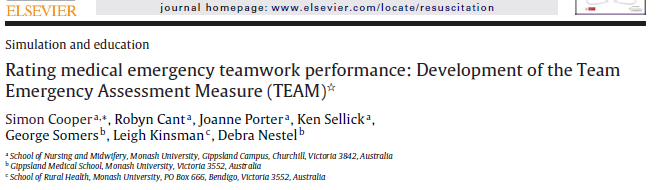 ELSEVIER
journal homepage: www.elsevier.com/locate/resuscitation
Simulation and education
Rating medical emergency teamwork performance: Development of the Team
Emergency Assessment Measure (TEAM)☆
Simon Cooper a,∗, Robyn Cant a, Joanne Porter a, Ken Sellick a,
George Somers b, Leigh Kinsman c, Debra Nestel b
a School of Nursing and Midwifery, Monash University, Gippsland Campus, Churchill, Victoria 3842, Australia
b Gippsland Medical School, Monash University, Victoria 3552, Australia
c School of Rural Health, Monash University, PO Box 666, Bendigo, Victoria 3552, Australia